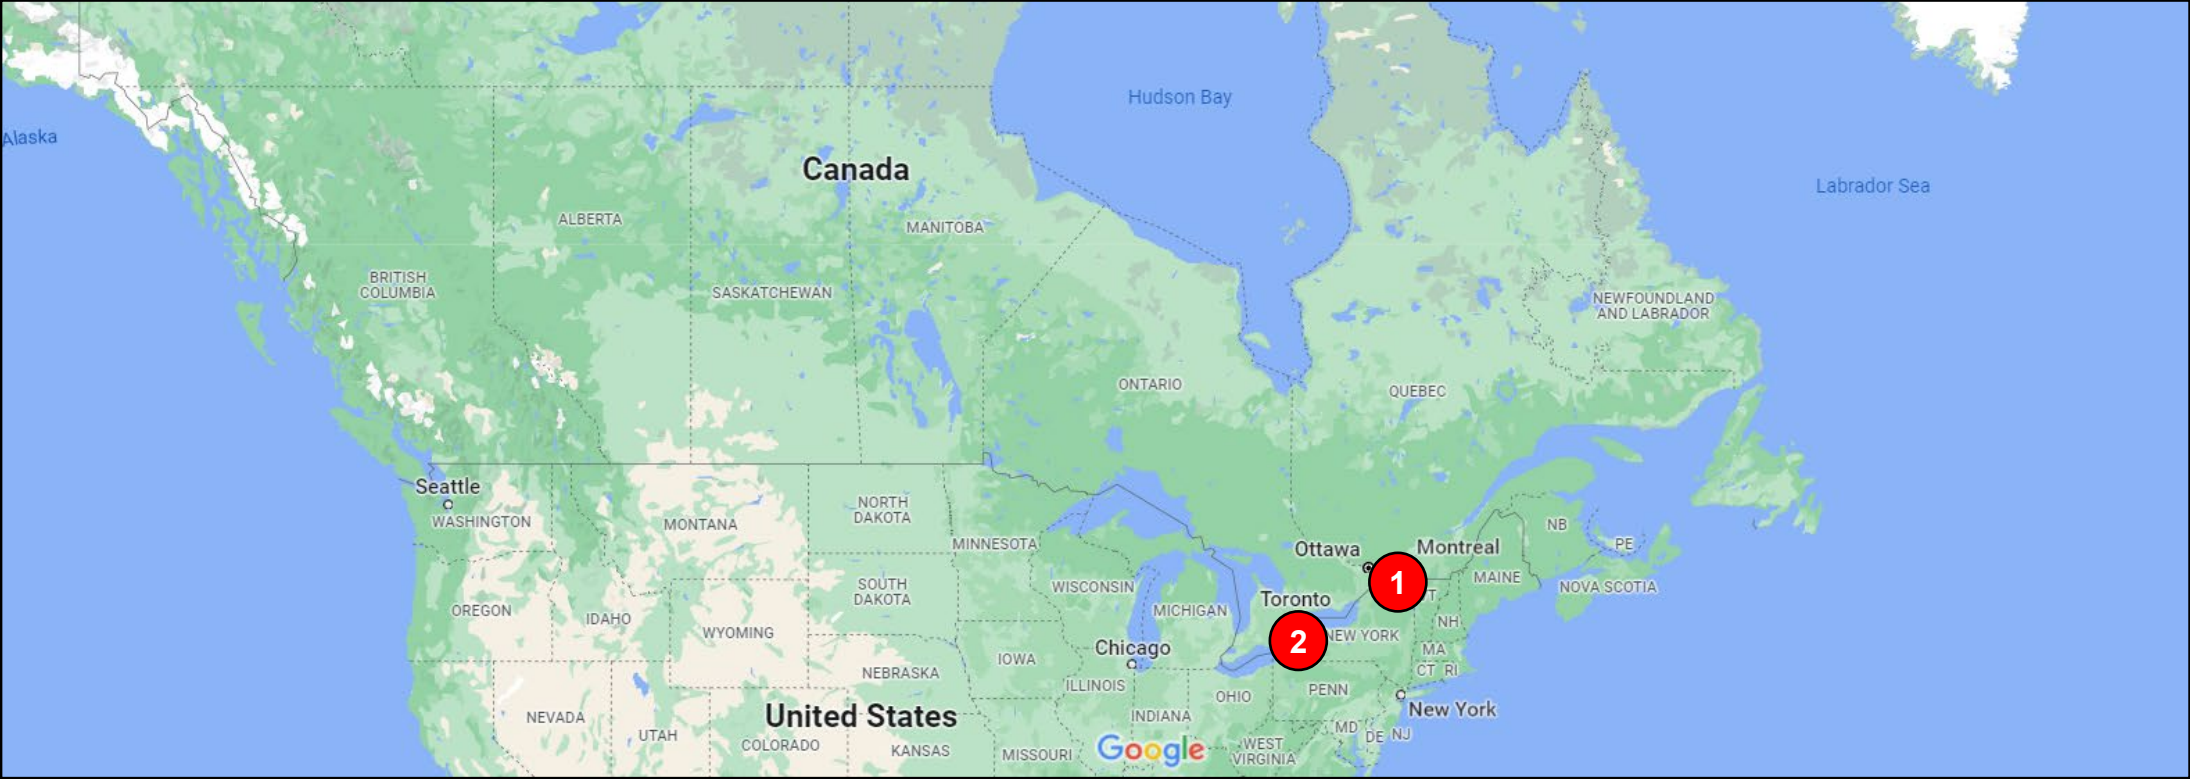 Hudson Bay
Alaska
Canada
Labrador Sea
ALBERTA
MANITOBA
BRITISH
COLUMBIA
SASKATCHEWAN
NEWFOUNDLAND
AND LABRADOR
ONTARIO
QUEBEC
Seattle
WASHINGTON
MONTANA
NORTH
DAKOTA
MINNESOTA
Ottawa
Montreal
NB
PE
NOVA SCOTIA
MAINE
1
OREGON
IDAHO
WYOMING
SOUTH
DAKOTA
WISCONSIN
MICHIGAN
Toronto
2
NEW YORK
NH
MA
CT RI
Chicago
IOWA
NEBRASKA
ILLINOIS
OHIO
PENN
New York
NEVADA
UTAH
United States
COLORADO
KANSAS
MISSOURI
INDIANA
Google
WEST
VIRGINIA
MD
DE
NJ